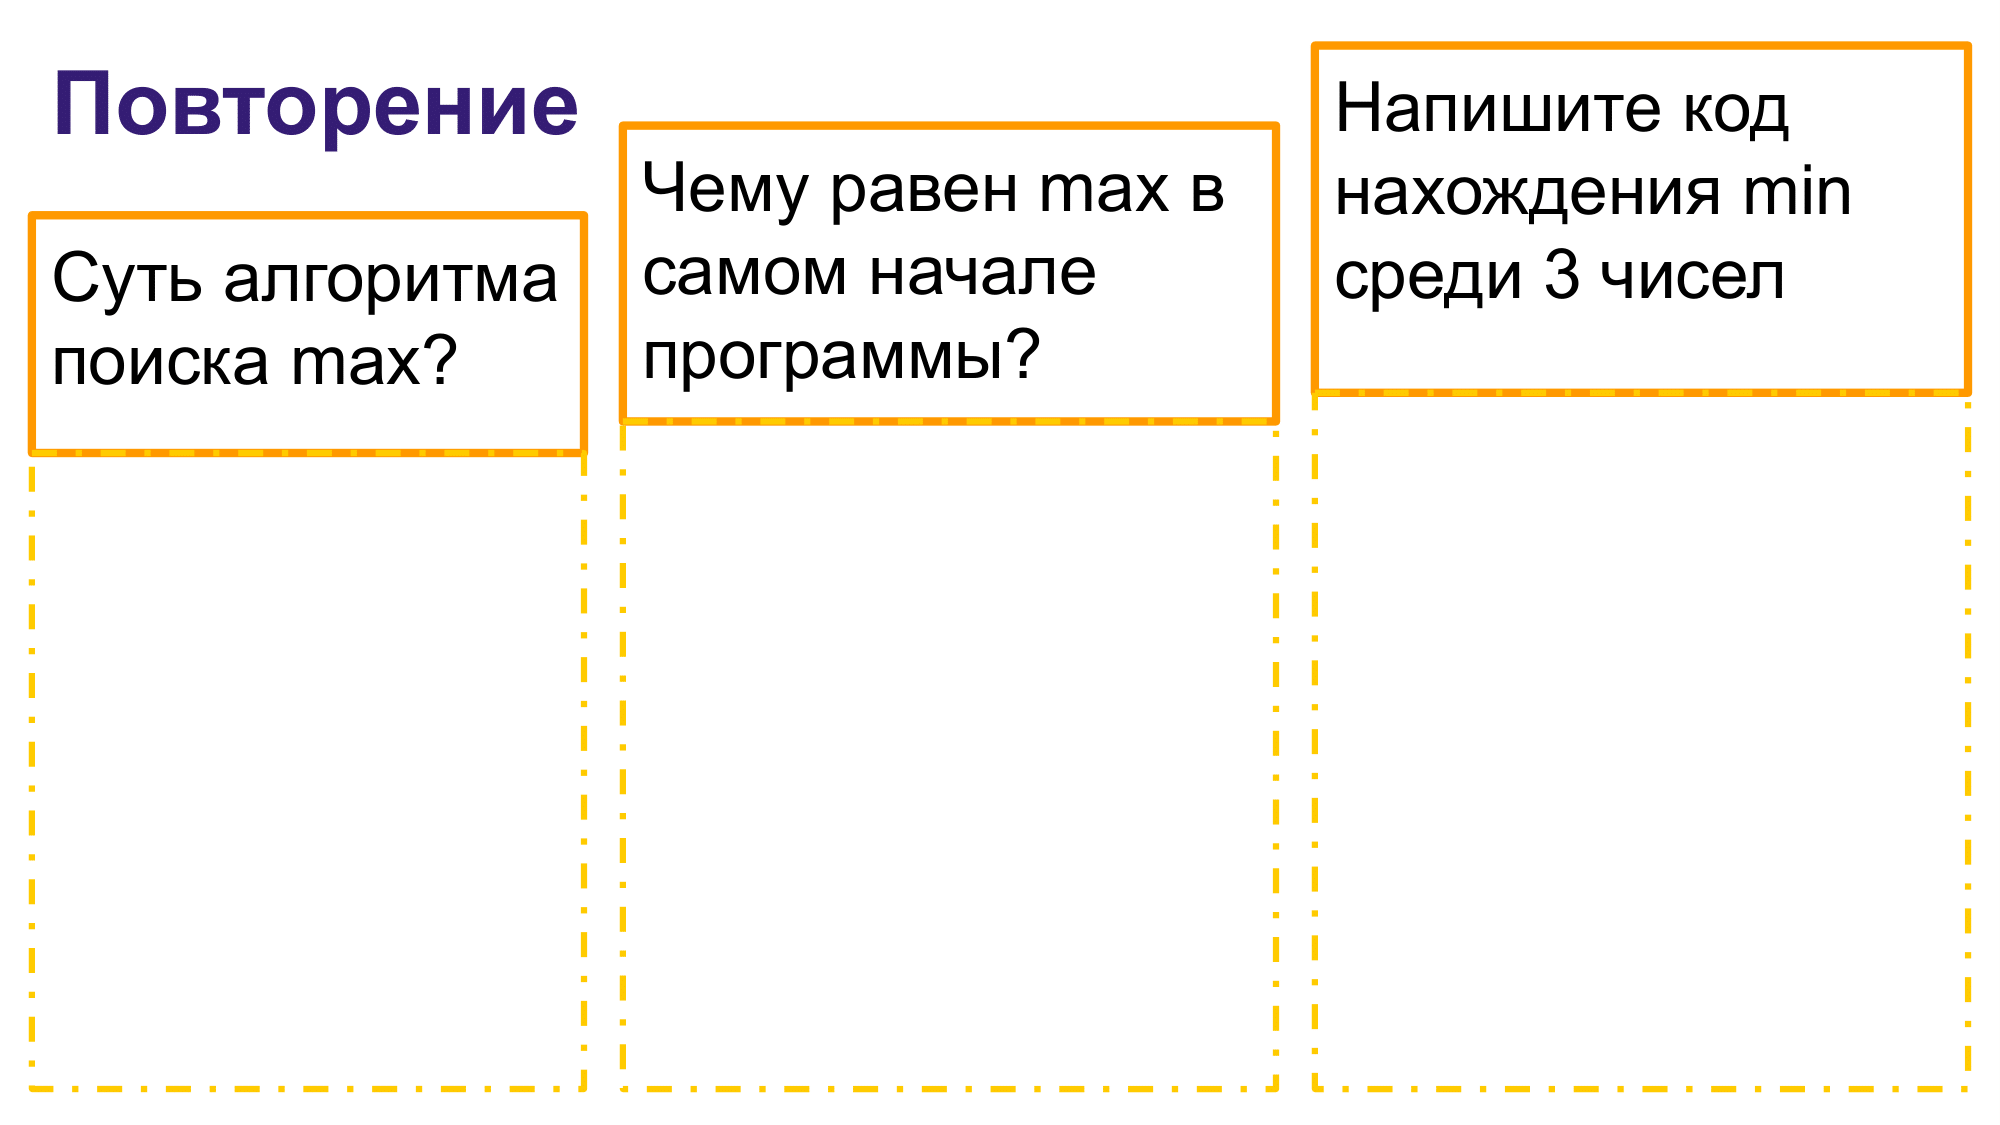 Повторение
Суть алгоритма
поиска max?
Чему равен max в
самом начале
программы?
Напишите код
нахождения min
среди 3 чисел